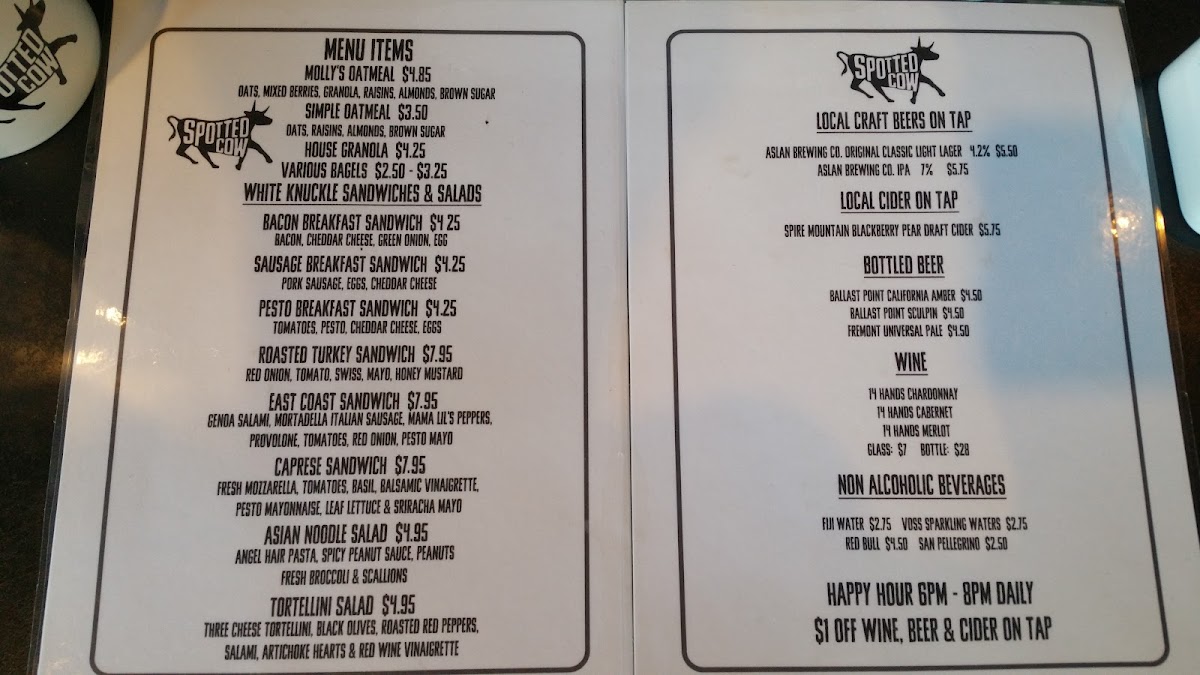 OTTED
COW
MENU ITEMS
MOLLY'S OATMEAL $4.85
OATS, MIXED BERRIES, GRANOLA, RAISINS, ALMONDS, BROWN SUGAR
SIMPLE OATMEAL $3.50
OATS, RAISINS, ALMONDS, BROWN SUGAR
SPOTTED
COW
HOUSE GRANOLA $4.25
VARIOUS BAGELS $2.50 - $3.25
WHITE KNUCKLE SANDWICHES & SALADS
BACON BREAKFAST SANDWICH $4 25
BACON, CHEDDAR CHEESE, GREEN ONION, EGG
SAUSAGE BREAKFAST SANDWICH $4.25
PORK SAUSAGE, EGGS, CHEDDAR CHEESE
PESTO BREAKFAST SANDWICH $4.25
TOMATOES, PESTO, CHEDDAR CHEESE, EGGS
ROASTED TURKEY SANDWICH $7.95
RED ONION, TOMATO, SWISS, MAYO, HONEY MUSTARD
EAST COAST SANDWICH $7.95
GENOA SALAMI, MORTADELLA ITALIAN SAUSAGE, MAMA LIL'S PEPPERS,
PROVOLONE, TOMATOES, RED ONION, PESTO MAYO
CAPRESE SANDWICH $7.95
FRESH MOZZARELLA, TOMATOES, BASIL, BALSAMIC VINAIGRETTE,
PESTO MAYONNAISE, LEAF LETTUCE & SRIRACHA MAYO
ASIAN NOODLE SALAD $4.95
ANGEL HAIR PASTA, SPICY PEANUT SAUCE, PEANUTS
FRESH BROCCOLI & SCALLIONS
TORTELLINI SALAD $4.95
THREE CHEESE TORTELLINI, BLACK OLIVES, ROASTED RED PEPPERS,
SALAMI, ARTICHOKE HEARTS & RED WINE VINAIGRETTE
SPOTTED
COW
LOCAL CRAFT BEERS ON TAP
ASLAN BREWING CO. ORIGINAL CLASSIC LIGHT LAGER 4.2% $5.50
ASLAN BREWING CO. IPA 7% $5.75
LOCAL CIDER ON TAP
SPIRE MOUNTAIN BLACKBERRY PEAR DRAFT CIDER $5.75
BOTTLED BEER
BALLAST POINT CALIFORNIA AMBER $4.50
BALLAST POINT SCULPIN $4.50
FREMONT UNIVERSAL PALE $4.50
WINE
14 HANDS CHARDONNAY
14 HANDS CABERNET
14 HANDS MERLOT
GLASS: $7 BOTTLE: $28
NON ALCOHOLIC BEVERAGES
FIJI WATER $2.75 VOSS SPARKLING WATERS $2.75
RED BULL $4.50 SAN PELLEGRINO $2.50
HAPPY HOUR 6PM - 8PM DAILY
$1 OFF WINE, BEER & CIDER ON TAP